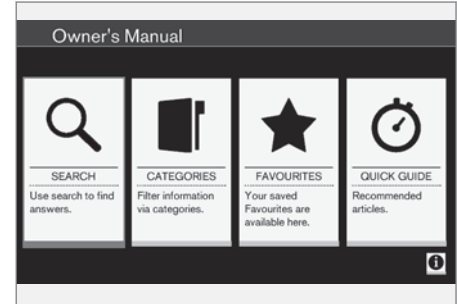 Owner's Manual
SEARCH
Use search to find
answers.
CATEGORIES
Filter information
via categories.
FAVOURITES
Your saved
Favourites are
available here.
QUICK GUIDE
Recommended
articles.
i